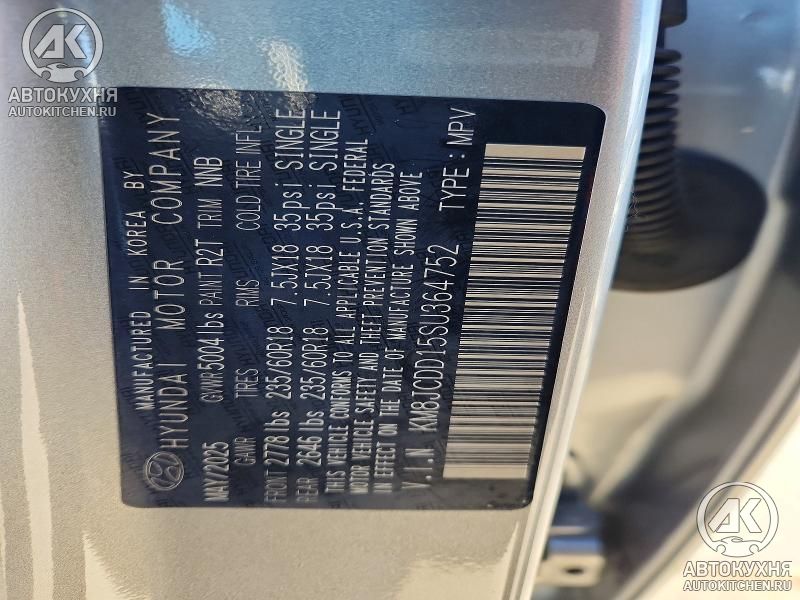 АВТОКУХНЯ
AUTOKITCHEN.RU
MANUFACTURED IN KOREA BY
HYUNDAI MOTOR COMPANY
MAY/2025 GVWR 5004 lbs PAINT R2T TRIM NNB
GAWR TIRES RMS COLD TIRE INFL.
FRONT 2778 lbs 235/60R18 7.5JX18 35psi SINGLE
REAR 2646 lbs 235/60R18 7.5JX18 35psi SINGLE
THIS VEHICLE CONFORMS TO ALL APPLICABLE U.S.A. FEDERAL
MOTOR VEHICLE SAFETY AND THEFT PREVENTION STANDARDS
IN EFFECT ON THE DATE OF MANUFACTURE SHOWN ABOVE
V.I.N KM8JCDD15SU364752 TYPE : MPV
АВТОКУХНЯ
AUTOKITCHEN.RU